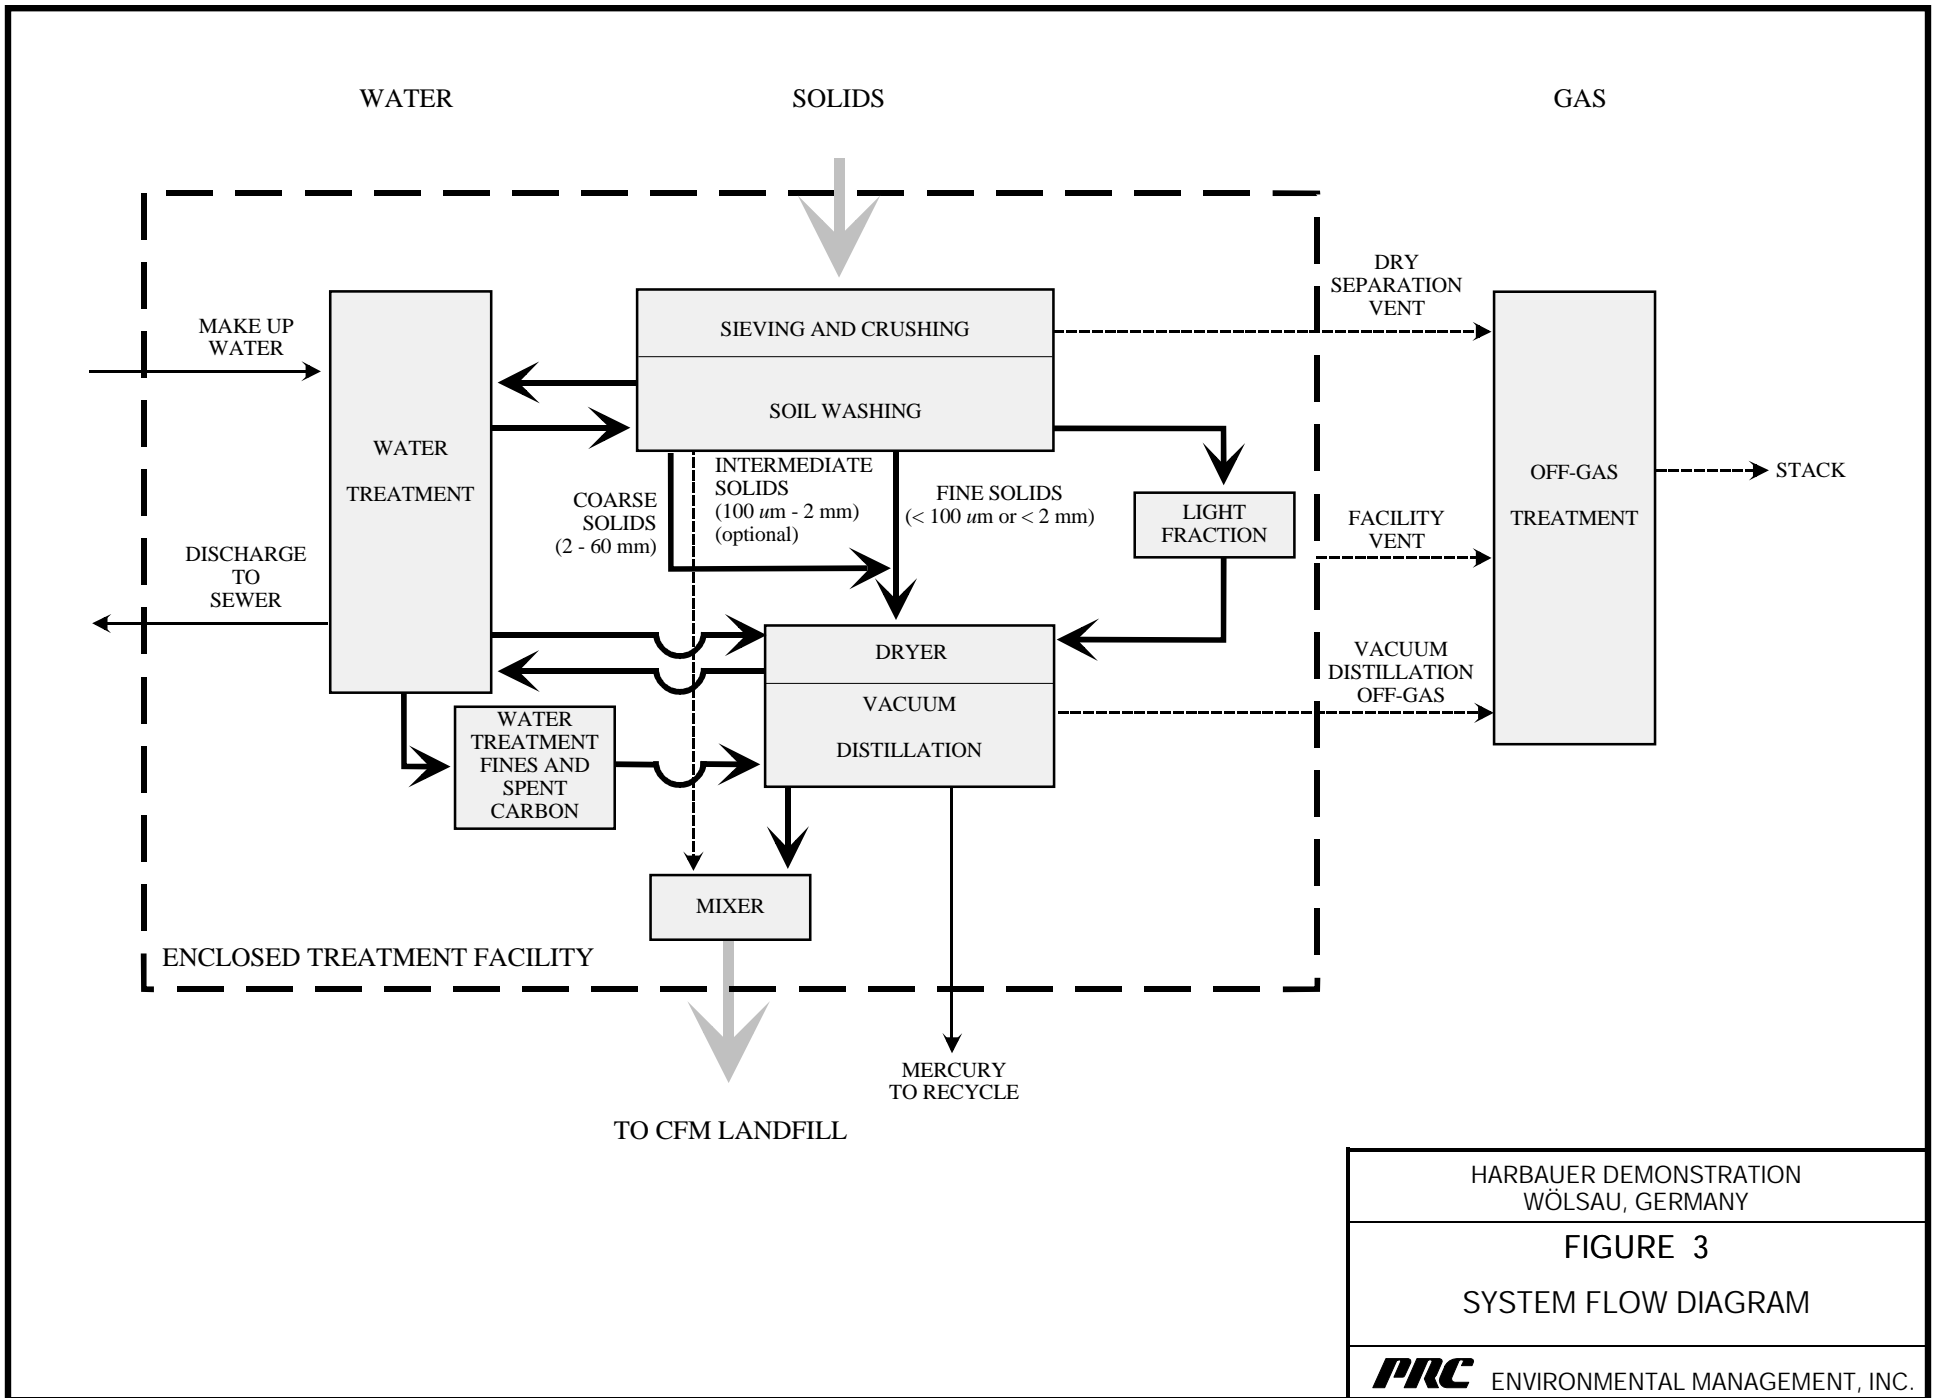 WATER
SOLIDS
GAS
DRY
SEPARATION
VENT
MAKE UP
WATER
SIEVING AND CRUSHING
SOIL WASHING
WATER
TREATMENT
COARSE
SOLIDS
(2 - 60 mm)
INTERMEDIATE
SOLIDS
(100 um - 2 mm)
(optional)
FINE SOLIDS
(< 100 um or < 2 mm)
LIGHT
FRACTION
OFF-GAS
TREATMENT
STACK
FACILITY
VENT
DISCHARGE
TO
SEWER
DRYER
VACUUM
DISTILLATION
VACUUM
DISTILLATION
OFF-GAS
WATER
TREATMENT
FINES AND
SPENT
CARBON
MIXER
ENCLOSED TREATMENT FACILITY
MERCURY
TO RECYCLE
TO CFM LANDFILL
HARBAUER DEMONSTRATION
WÖLSAU, GERMANY
FIGURE 3
SYSTEM FLOW DIAGRAM
PRC ENVIRONMENTAL MANAGEMENT, INC.